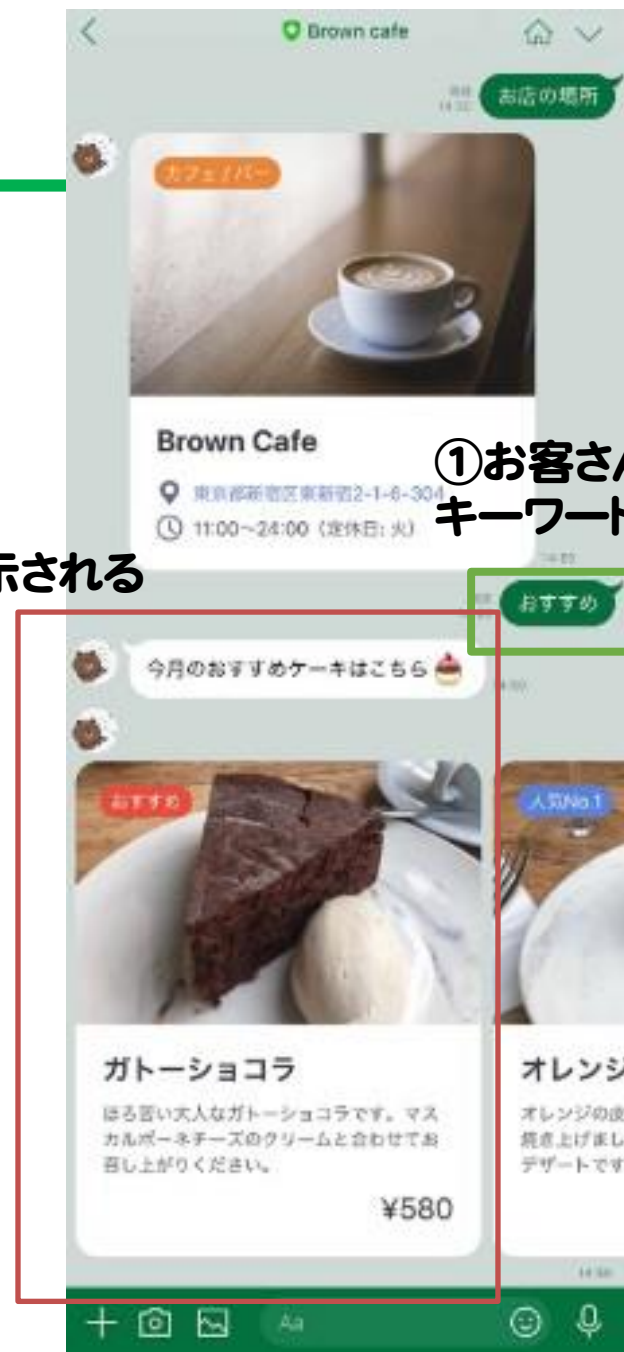 Brown cafe
お店の場所
カフェ / バー
Brown Cafe
東京都新宿区東新宿2-1-6-304
11:00~24:00(定休日: 火)
①お客さん
キーワード
示される
おすすめ
今月のおすすめケーキはこちら
おすすめ
人気No.1
ガトーショコラ
ほろ苦い大人なガトーショコラです。マス
カルポーネチーズのクリームと合わせてお
召し上がりください。
¥580
オレンジ
オレンジの皮
焼き上げまし
デザートです
Aa